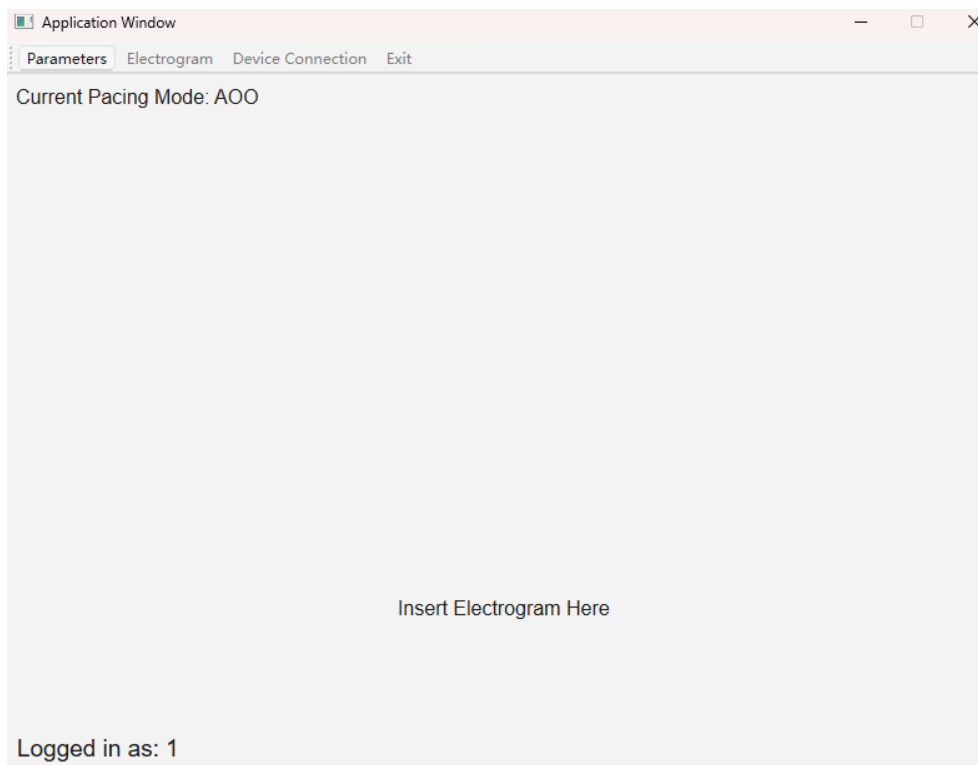 Application Window
Parameters Electrogram Device Connection Exit
Current Pacing Mode: AOO
Insert Electrogram Here
Logged in as: 1